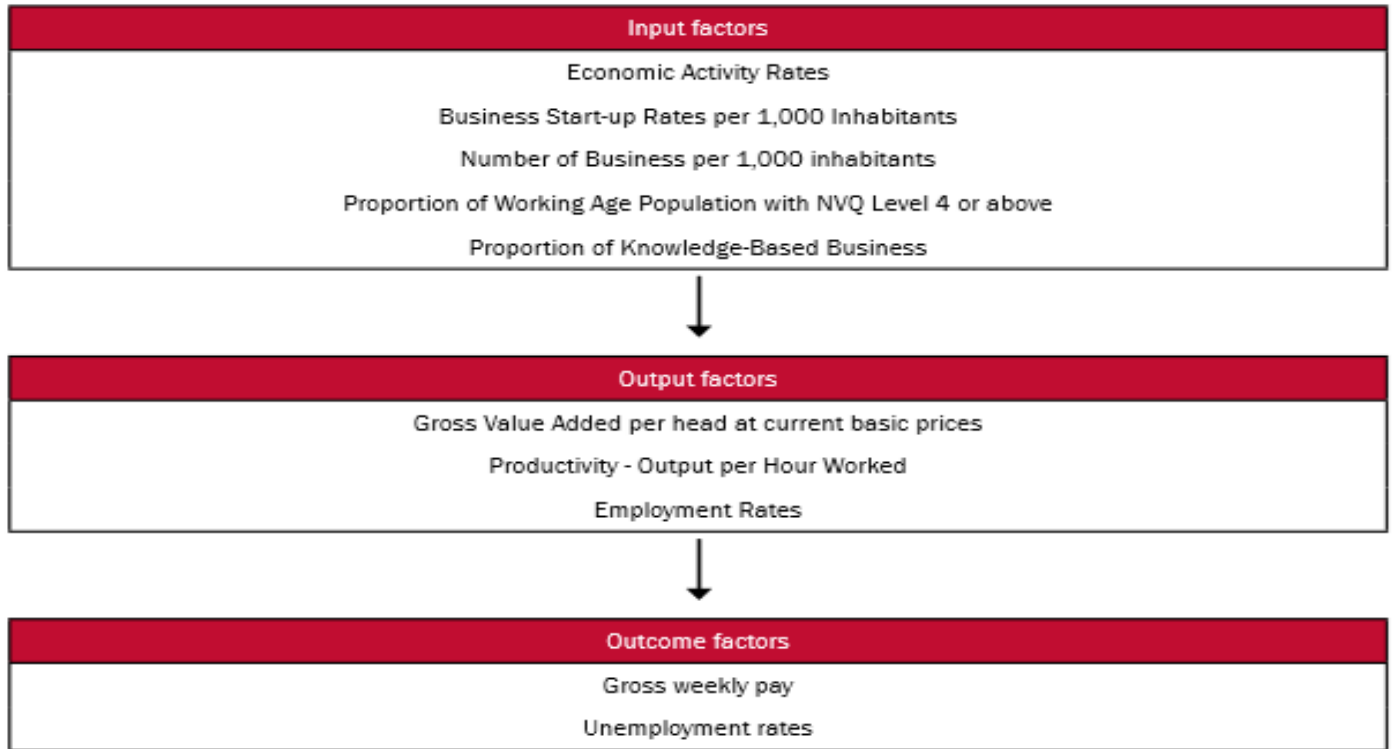 Input factors
Economic Activity Rates
Business Start-up Rates per 1,000 Inhabitants
Number of Business per 1,000 inhabitants
Proportion of Working Age Population with NVQ Level 4 or above
Proportion of Knowledge-Based Business
Output factors
Gross Value Added per head at current basic prices
Productivity - Output per Hour Worked
Employment Rates
Outcome factors
Gross weekly pay
Unemployment rates